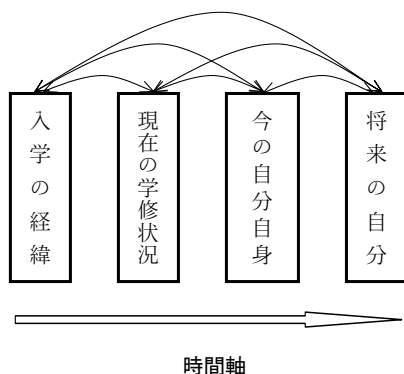 入学の経緯
現在の学修状況
今の自分自身
将来の自分
時間軸